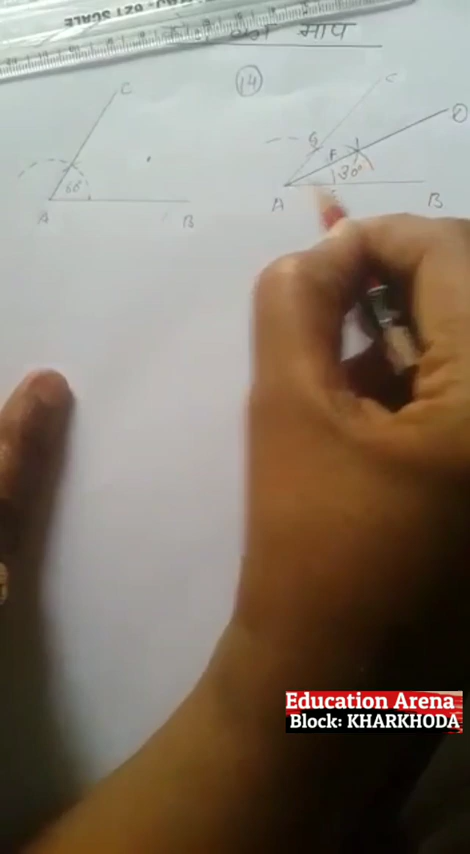 माप
14
C
60°
A
B
C
D
G
F
30°
A
B
Education Arena
Block: KHARKHODA